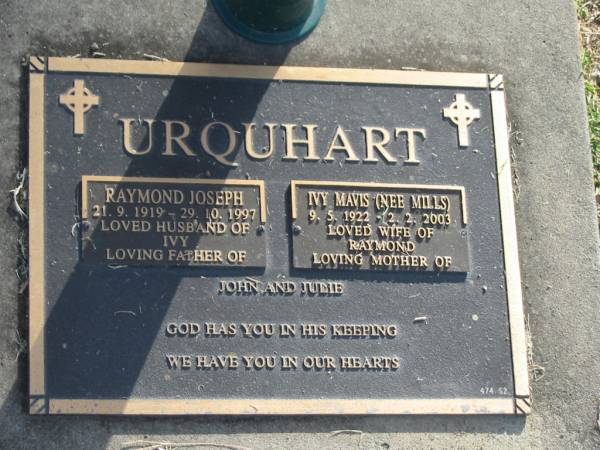 URQUHART
RAYMOND JOSEPH
21. 9. 1919 - 29. 10. 1997
LOVED HUSBAND OF
IVY
LOVING FATHER OF
IVY MAVIS (NEE MILLS)
9. 5. 1922 - 2. 2. 2003
LOVED WIFE OF
RAYMOND
LOVING MOTHER OF
JOHN AND JULIE
GOD HAS YOU IN HIS KEEPING
WE HAVE YOU IN OUR HEARTS
474 52